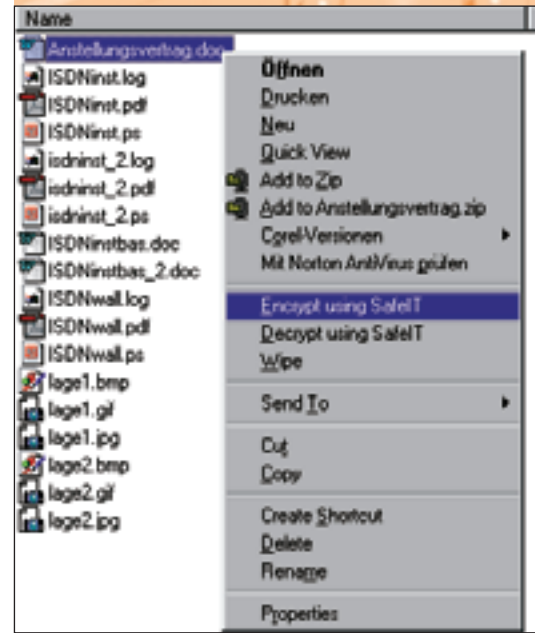 Name
Anstellungsvertrag.doc
ISDNinst.log
ISDNinst.pdf
ISDNinst.ps
isdninst_2.log
isdninst_2.pdf
isdninst_2.ps
ISDNinstbas.doc
ISDNinstbas_2.doc
ISDNwall.log
ISDNwall.pdf
ISDNwall.ps
lage1.bmp
lage1.gif
lage1.jpg
lage2.bmp
lage2.gif
lage2.jpg
Öffnen
Drucken
Neu
Quick View
Add to Zip
Add to Anstellungsvertrag.zip
Corel-Versionen
Mit Norton AntiVirus prüfen
Encrypt using SafeIT
Decrypt using SafeIT
Wipe
Send To
Cut
Copy
Create Shortcut
Delete
Rename
Properties